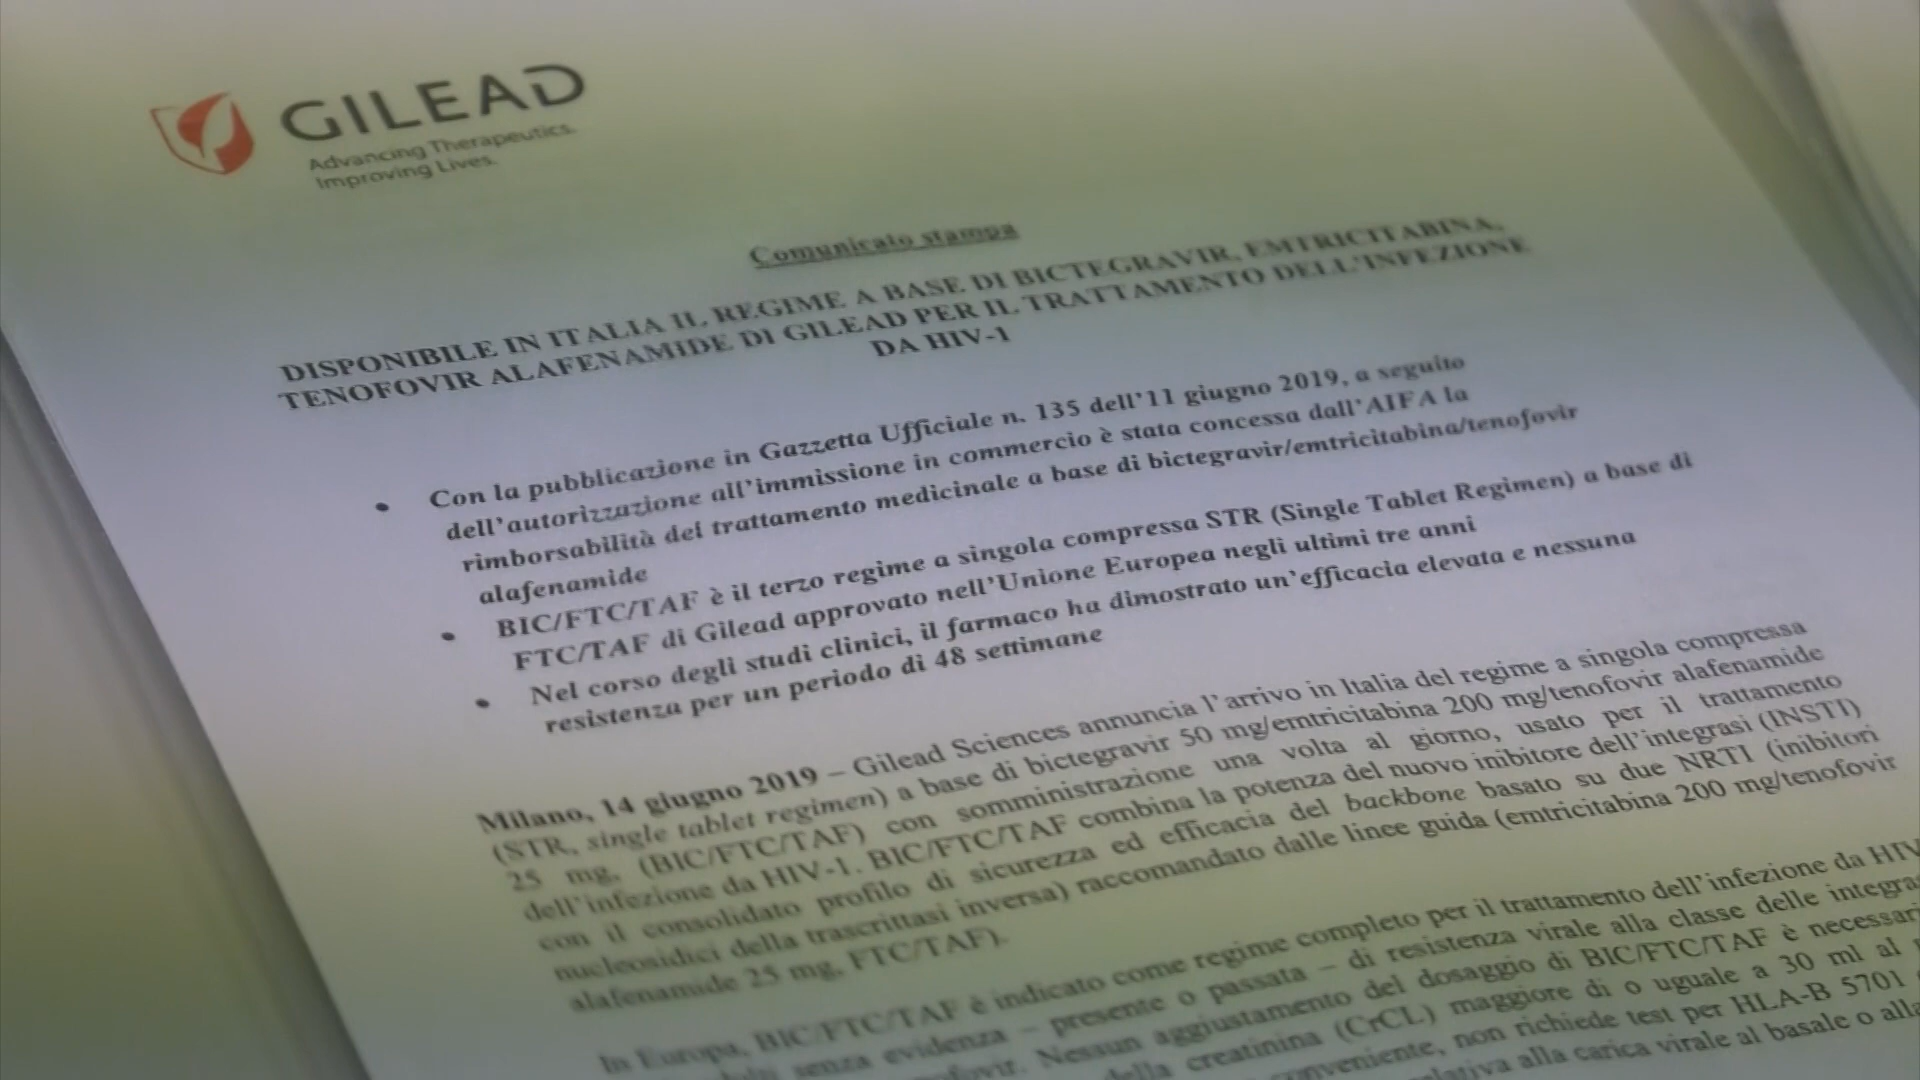 GILEAD
Advancing Therapeutics.
Improving Lives.
Comunicato stampa
DISPONIBILE IN ITALIA IL REGIME A BASE DI BICTEGRAVIR, EMTRICITABINA,
TENOFOVIR ALAFENAMIDE DI GILEAD PER IL TRATTAMENTO DELL'INFEZIONE
DA HIV-1
• Con la pubblicazione in Gazzetta Ufficiale n. 135 dell'11 giugno 2019, a seguito
dell'autorizzazione all'immissione in commercio è stata concessa dall'AIFA la
rimborsabilità del trattamento medicinale a base di bictegravir/emtricitabina/tenofovir
alafenamide
• BIC/FTC/TAF è il terzo regime a singola compressa STR (Single Tablet Regimen) a base di
FTC/TAF di Gilead approvato nell'Unione Europea negli ultimi tre anni
• Nel corso degli studi clinici, il farmaco ha dimostrato un'efficacia elevata e nessuna
resistenza per un periodo di 48 settimane
Milano, 14 giugno 2019 – Gilead Sciences annuncia l'arrivo in Italia del regime a singola compressa
(STR, single tablet regimen) a base di bictegravir 50 mg/emtricitabina 200 mg/tenofovir alafenamide
25 mg, (BIC/FTC/TAF) con somministrazione una volta al giorno, usato per il trattamento
dell'infezione da HIV-1. BIC/FTC/TAF combina la potenza del nuovo inibitore dell'integrasi (INSTI)
con il consolidato profilo di sicurezza ed efficacia del backbone basato su due NRTI (inibitori
nucleosidici della trascrittasi inversa) raccomandato dalle linee guida (emtricitabina 200 mg/tenofovir
alafenamide 25 mg, FTC/TAF).
In Europa, BIC/FTC/TAF è indicato come regime completo per il trattamento dell'infezione da HIV
senza evidenza – presente o passata – di resistenza virale alla classe delle integra
Nessun aggiustamento del dosaggio di BIC/FTC/TAF è necessari
della creatinina (CrCL) maggiore di o uguale a 30 ml al
conveniente, non richiede test per HLA-B 5701
alla carica virale al basale o alla